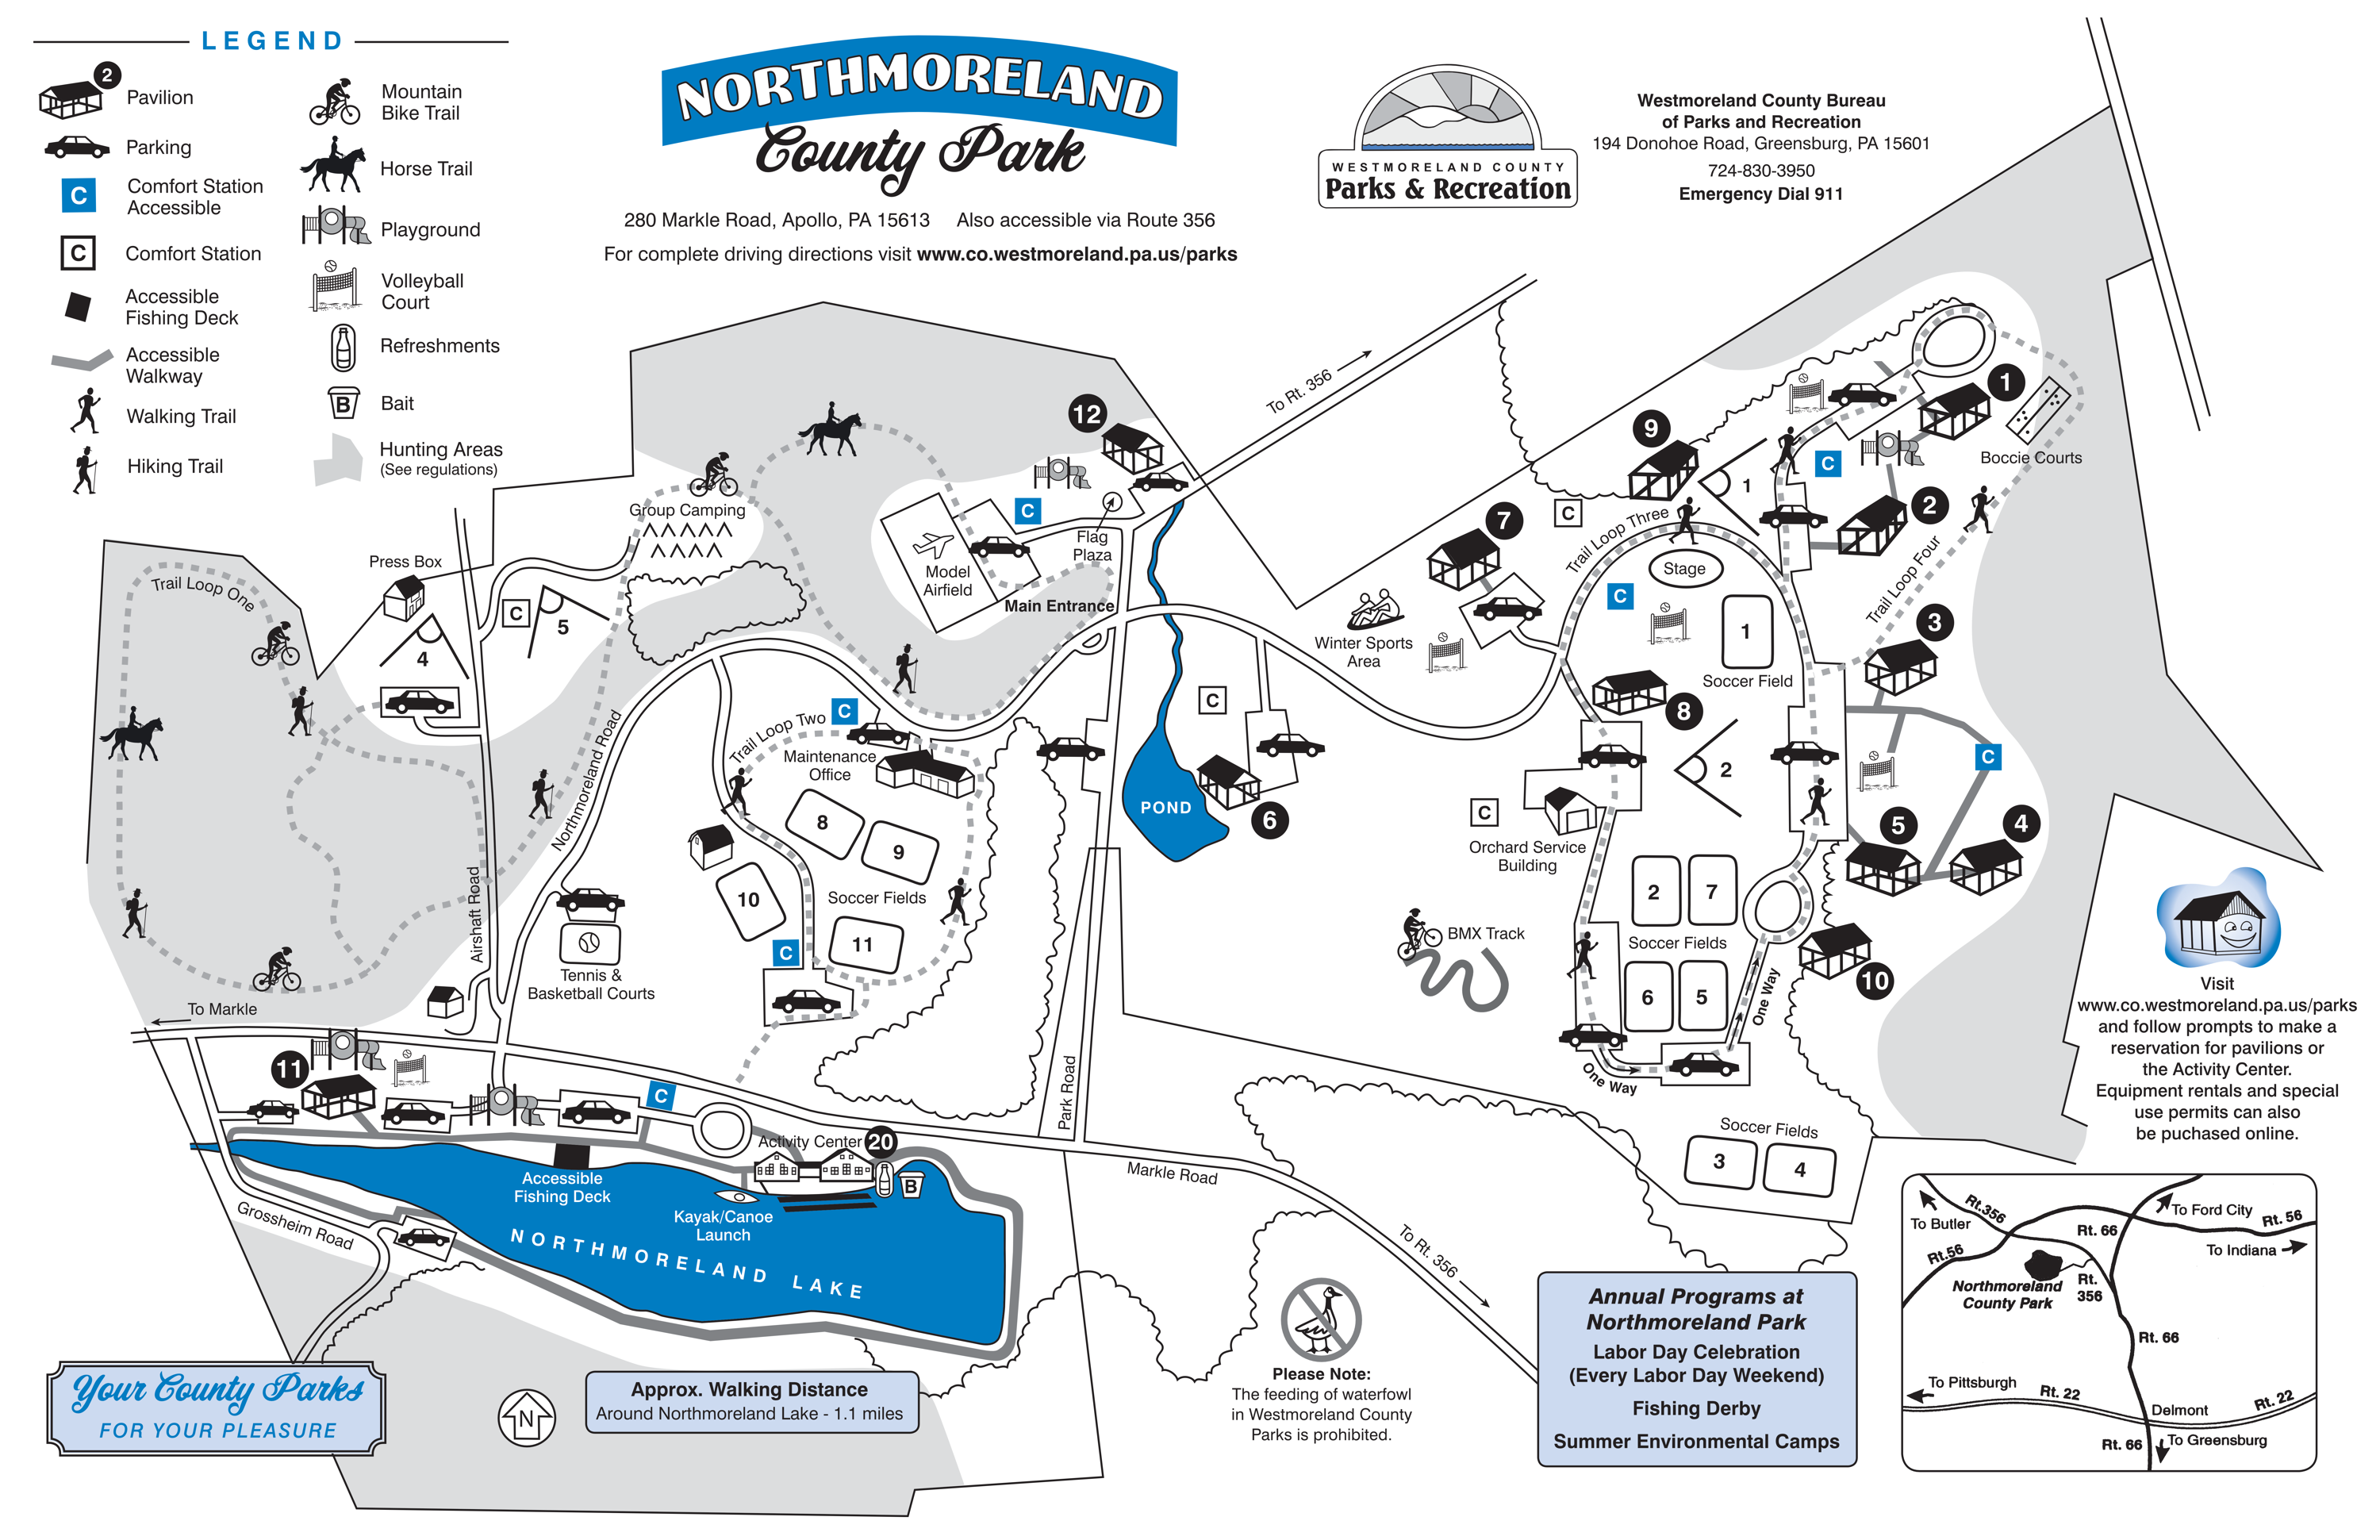 LEGEND
2
Pavilion
Parking
C
Comfort Station
Accessible
C
Comfort Station
Accessible
Fishing Deck
Accessible
Walkway
Walking Trail
Hiking Trail
Mountain
Bike Trail
Horse Trail
Playground
Volleyball
Court
Refreshments
B
Bait
Hunting Areas
(See regulations)
NORTHMORELAND
County Park
280 Markle Road, Apollo, PA 15613 Also accessible via Route 356
For complete driving directions visit www.co.westmoreland.pa.us/parks
WESTMORELAND COUNTY
Parks & Recreation
Westmoreland County Bureau
of Parks and Recreation
194 Donohoe Road, Greensburg, PA 15601
724-830-3950
Emergency Dial 911
To Rt. 356
12
C
Flag
Plaza
Model
Airfield
Main Entrance
Group Camping
Press Box
Trail Loop One
C
5
4
Northmoreland Road
Airshaft Road
Trail Loop Two
C
Maintenance
Office
8
9
10
Soccer Fields
11
C
Tennis &
Basketball Courts
To Markle
11
C
Activity Center
20
B
Accessible
Fishing Deck
Kayak/Canoe
Launch
NORTHMORELAND LAKE
Grossheim Road
Park Road
Markle Road
To Rt. 356
POND
C
6
7
Winter Sports
Area
9
C
1
Trail Loop Three
Stage
C
1
Soccer Field
8
2
C
Orchard Service
Building
BMX Track
2
7
Soccer Fields
6
5
One Way
One Way
10
Soccer Fields
3
4
1
C
Boccie Courts
2
Trail Loop Four
3
C
5
4
Visit
www.co.westmoreland.pa.us/parks
and follow prompts to make a
reservation for pavilions or
the Activity Center.
Equipment rentals and special
use permits can also
be puchased online.
Your County Parks
FOR YOUR PLEASURE
N
Approx. Walking Distance
Around Northmoreland Lake - 1.1 miles
Please Note:
The feeding of waterfowl
in Westmoreland County
Parks is prohibited.
Annual Programs at
Northmoreland Park
Labor Day Celebration
(Every Labor Day Weekend)
Fishing Derby
Summer Environmental Camps
To Butler
Rt.356
To Ford City
Rt. 66
Rt. 56
To Indiana
Rt.56
Northmoreland
County Park
Rt.
356
Rt. 66
To Pittsburgh
Rt. 22
Delmont
Rt. 22
Rt. 66
To Greensburg